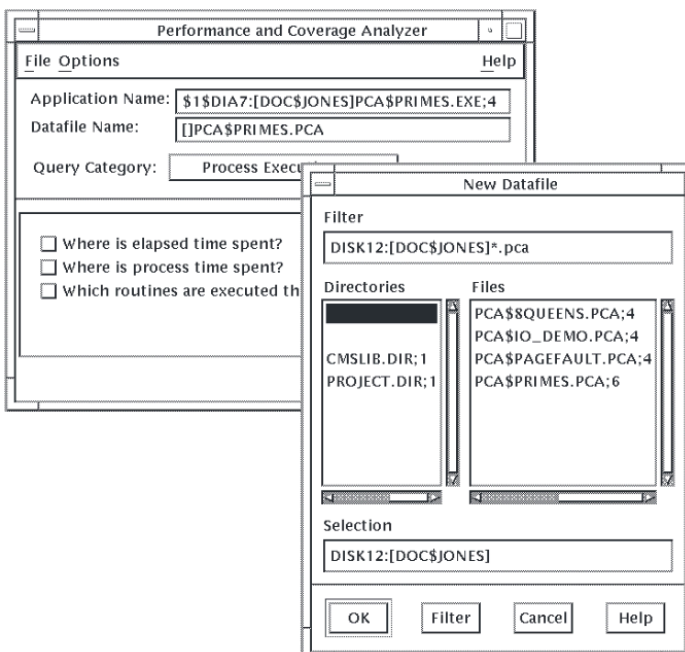 Performance and Coverage Analyzer
File Options Help
Application Name: $1$DIA7:[DOC$JONES]PCA$PRIMES.EXE;4
Datafile Name: []PCA$PRIMES.PCA
Query Category: Process
Where is elapsed time spent?
Where is process time spent?
Which routines are executed
New Datafile
Filter
DISK12:[DOC$JONES]*.pca
Directories Files
PCA$8QUEENS.PCA;4
PCA$IO_DEMO.PCA;4
CMSLIB.DIR;1 PCA$PAGEFAULT.PCA;4
PROJECT.DIR;1 PCA$PRIMES.PCA;6
Selection
DISK12:[DOC$JONES]
OK Filter Cancel Help